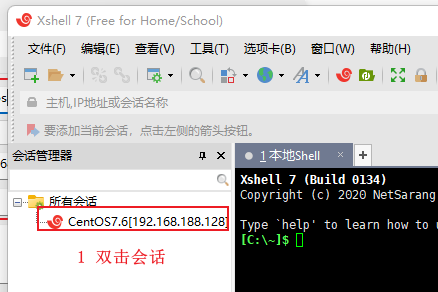 Xshell 7 (Free for Home/School)
文件(F) 编辑(E) 查看(V) 工具(T) 选项卡(B) 窗口(W) 帮助(H)
主机,IP地址或会话名称
要添加当前会话，点击左侧的箭头按钮。
会话管理器
1 本地Shell
所有会话
CentOS7.6[192.168.188.128]
1 双击会话
Xshell 7 (Build 0134)
Copyright (c) 2020 NetSarang
Type `help' to learn how to u
[C:\~]$